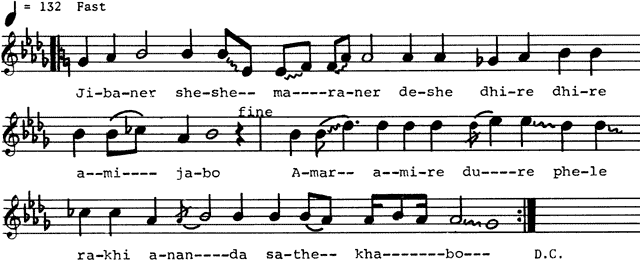 = 132 Fast
Ji-ba-ner she-she-- ma----ra-ner de-she dhi-re dhi-re
fine
a--mi---- ja-bo A-mar-- a--mi-re du----re phe-le
ra-khi a-nan----da sa-the-- kha-------bo--- D.C.